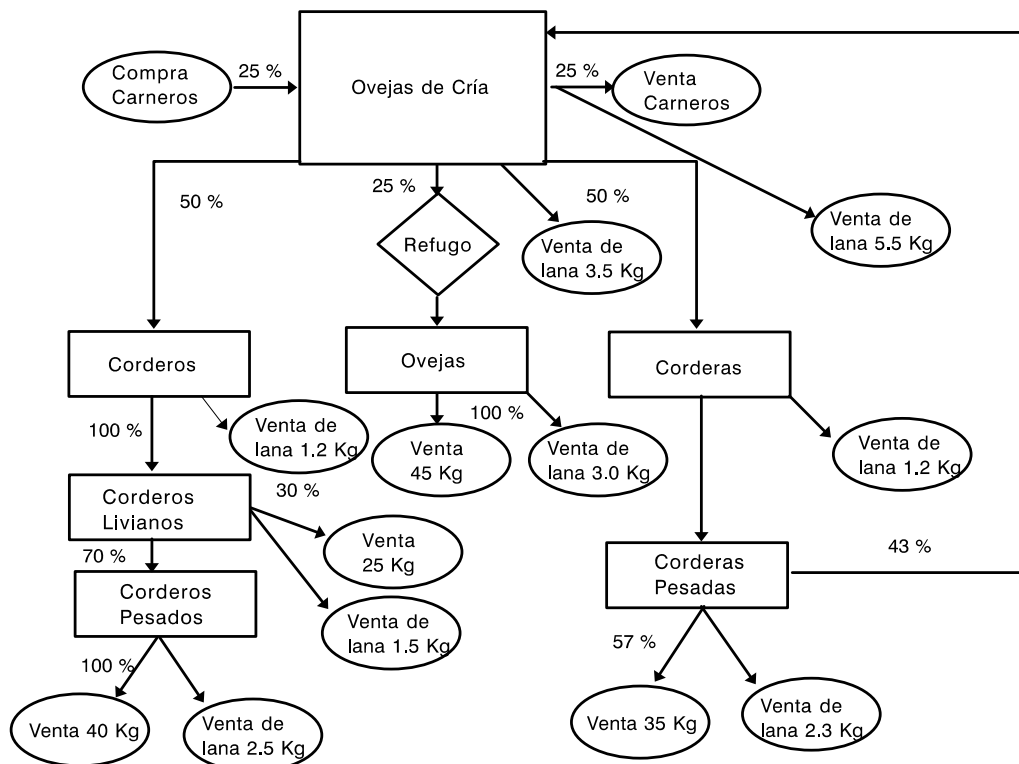 Compra
Carneros
25 %
Ovejas de Cría
25 %
Venta
Carneros
50 %
25 %
50 %
Refugo
Venta de
lana 3.5 Kg
Venta de
lana 5.5 Kg
Corderos
Ovejas
Corderas
100 %
Venta de
lana 1.2 Kg
100 %
Venta
45 Kg
Venta de
lana 3.0 Kg
Venta de
lana 1.2 Kg
Corderos
Livianos
30 %
Venta
25 Kg
70 %
Corderos
Pesados
Venta de
lana 1.5 Kg
Corderas
Pesadas
43 %
100 %
57 %
Venta 40 Kg
Venta de
lana 2.5 Kg
Venta 35 Kg
Venta de
lana 2.3 Kg